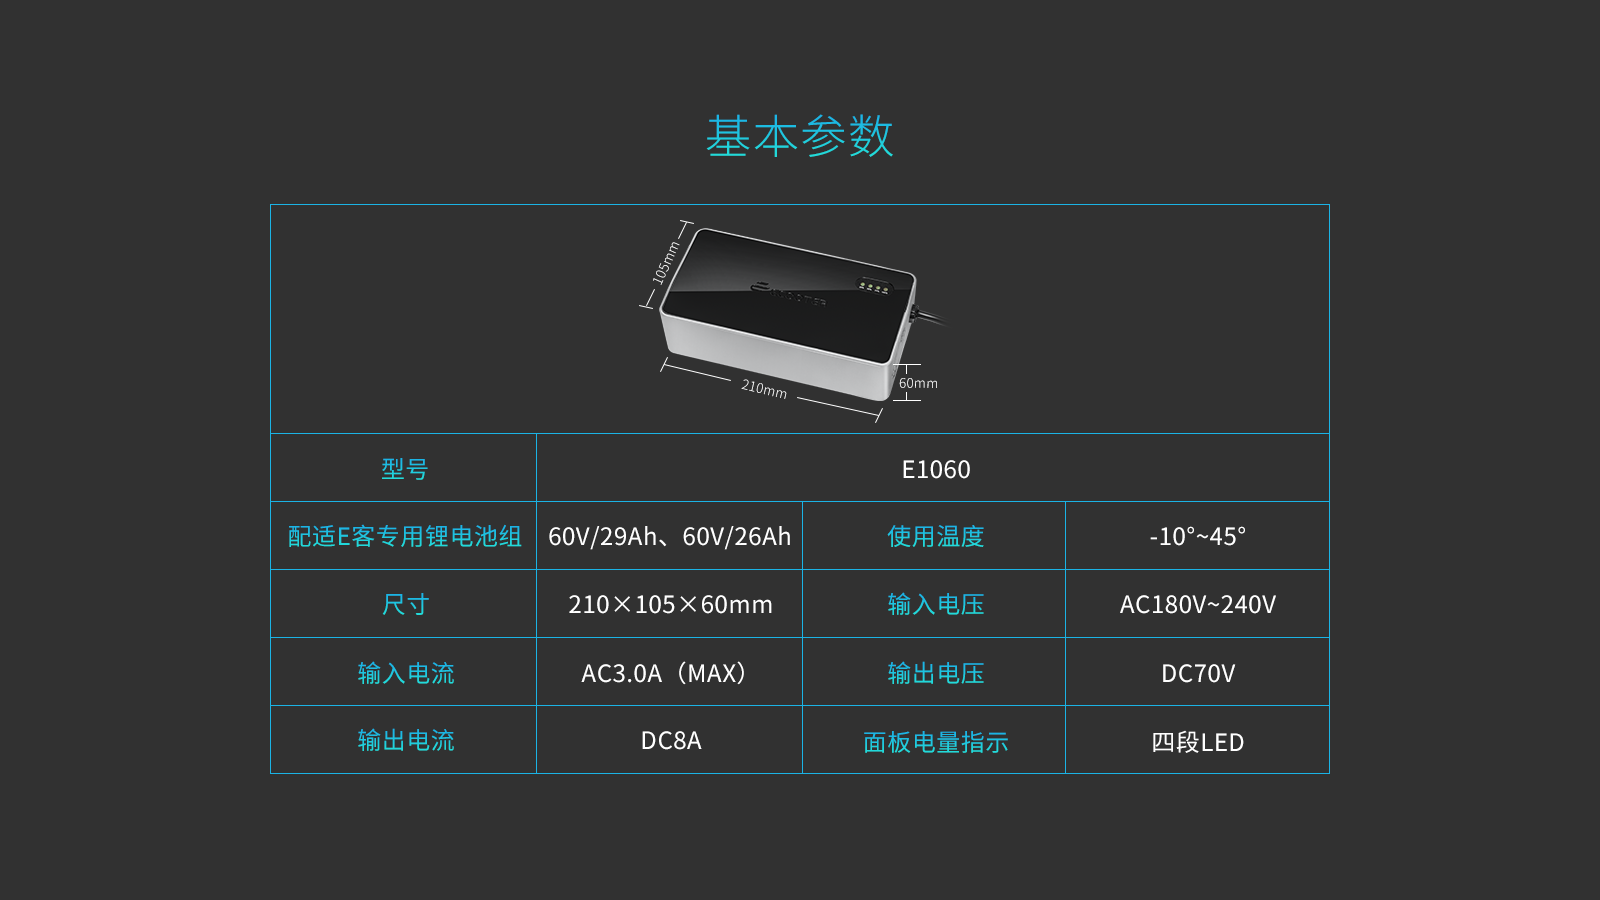 基本参数
105mm
210mm
60mm
型号
E1060
配适E客专用锂电池组
60V/29Ah、60V/26Ah
使用温度
-10°~45°
尺寸
210×105×60mm
输入电压
AC180V~240V
输入电流
AC3.0A（MAX）
输出电压
DC70V
输出电流
DC8A
面板电量指示
四段LED